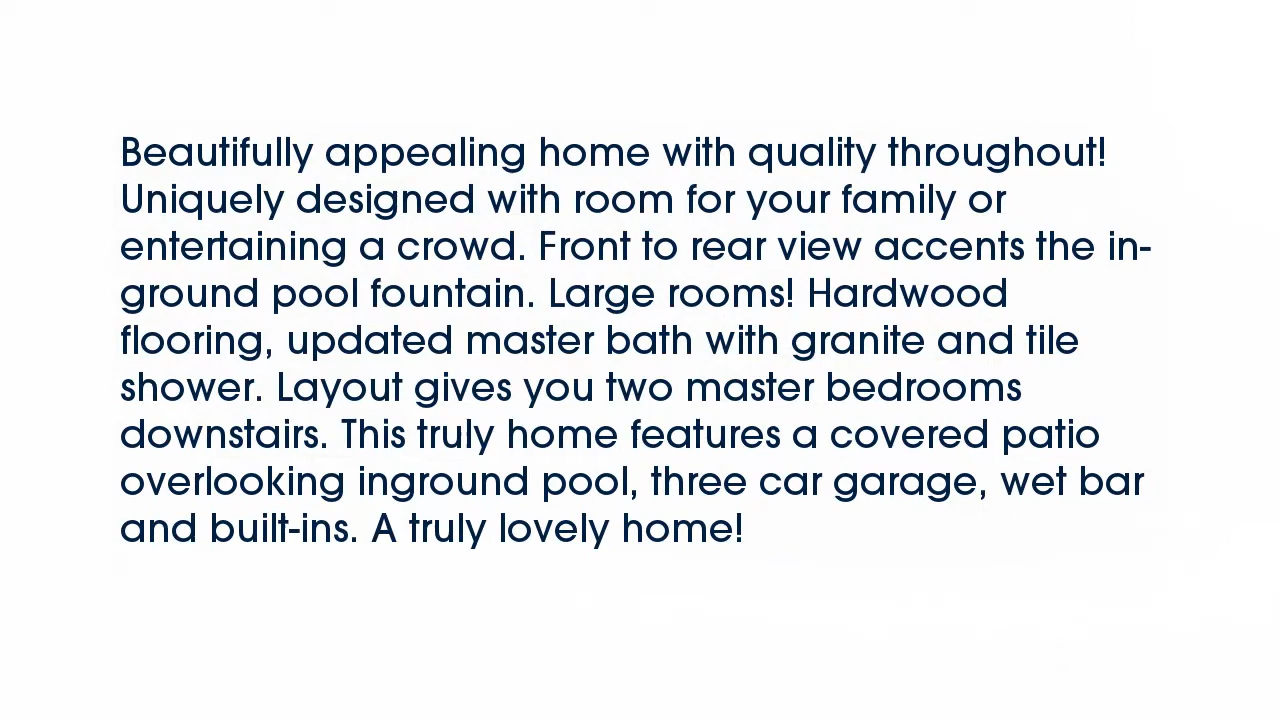 Beautifully appealing home with quality throughout!
Uniquely designed with room for your family or
entertaining a crowd. Front to rear view accents the in-
ground pool fountain. Large rooms! Hardwood
flooring, updated master bath with granite and tile
shower. Layout gives you two master bedrooms
downstairs. This truly home features a covered patio
overlooking inground pool, three car garage, wet bar
and built-ins. A truly lovely home!